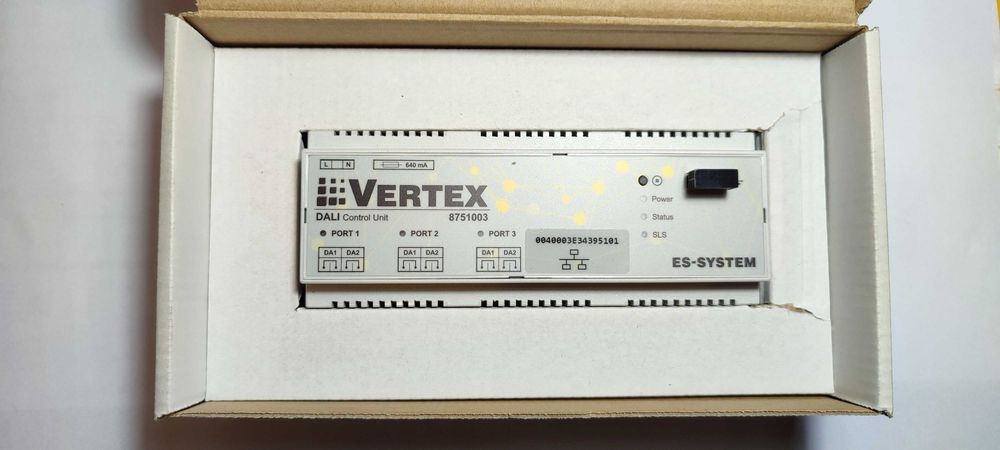 L N
640 mA
VERTEX
DALI Control Unit 8751003
Power
Status
SLS
PORT 1 PORT 2 PORT 3
DA1 DA2 DA1 DA2 DA1 DA2
0040003E34395101
ES-SYSTEM